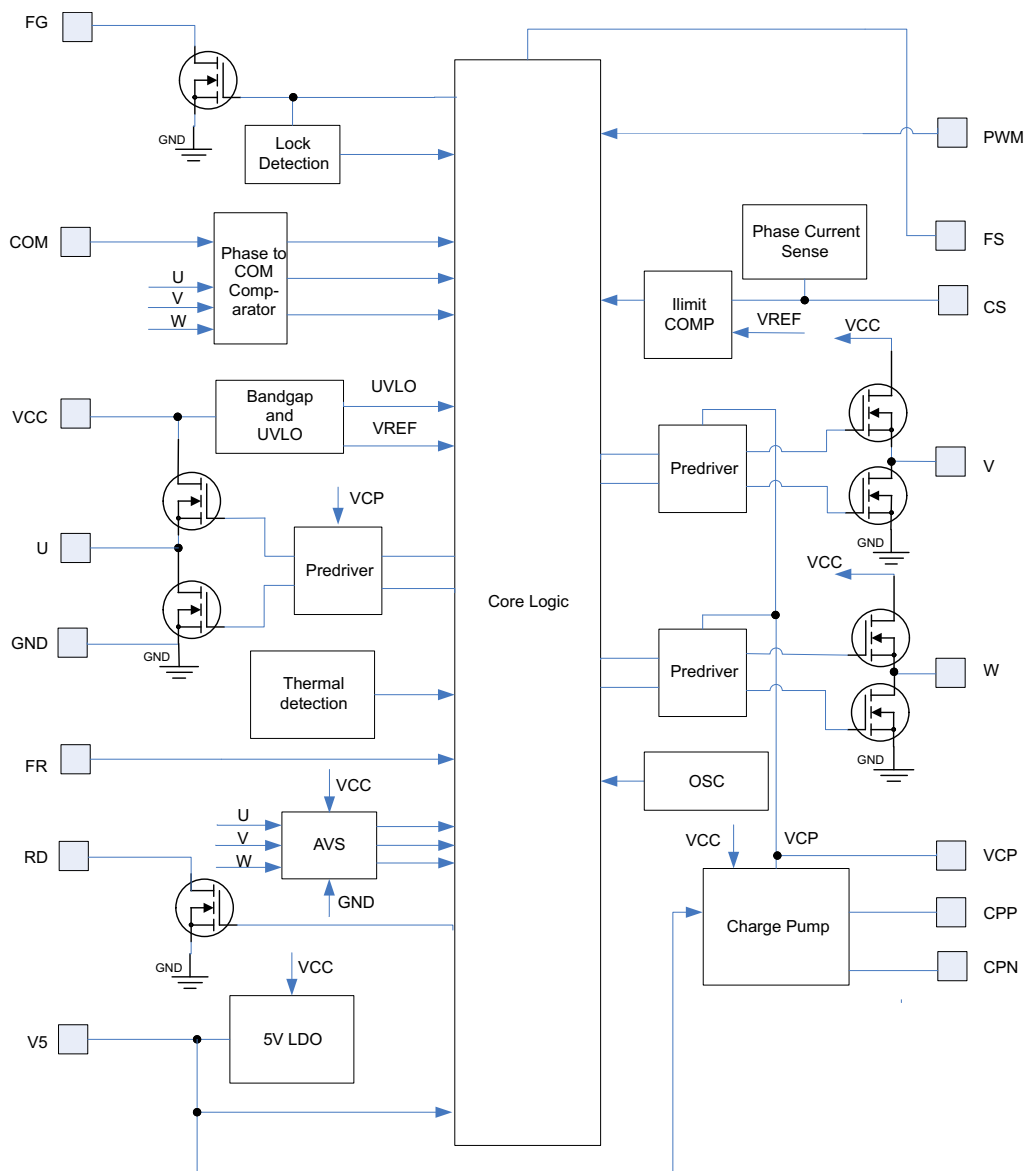 FG
GND
Lock
Detection
COM
U
V
W
Phase to
COM
Comp-
arator
VCC
Bandgap
and
UVLO
UVLO
VREF
VCP
U
Predriver
GND
GND
Thermal
detection
FR
VCC
U
V
W
AVS
GND
RD
GND
VCC
V5
5V LDO
Core Logic
PWM
Phase Current
Sense
FS
Ilimit
COMP
VREF
CS
VCC
Predriver
V
GND
VCC
Predriver
W
GND
OSC
VCC
VCP
VCP
Charge Pump
CPP
CPN